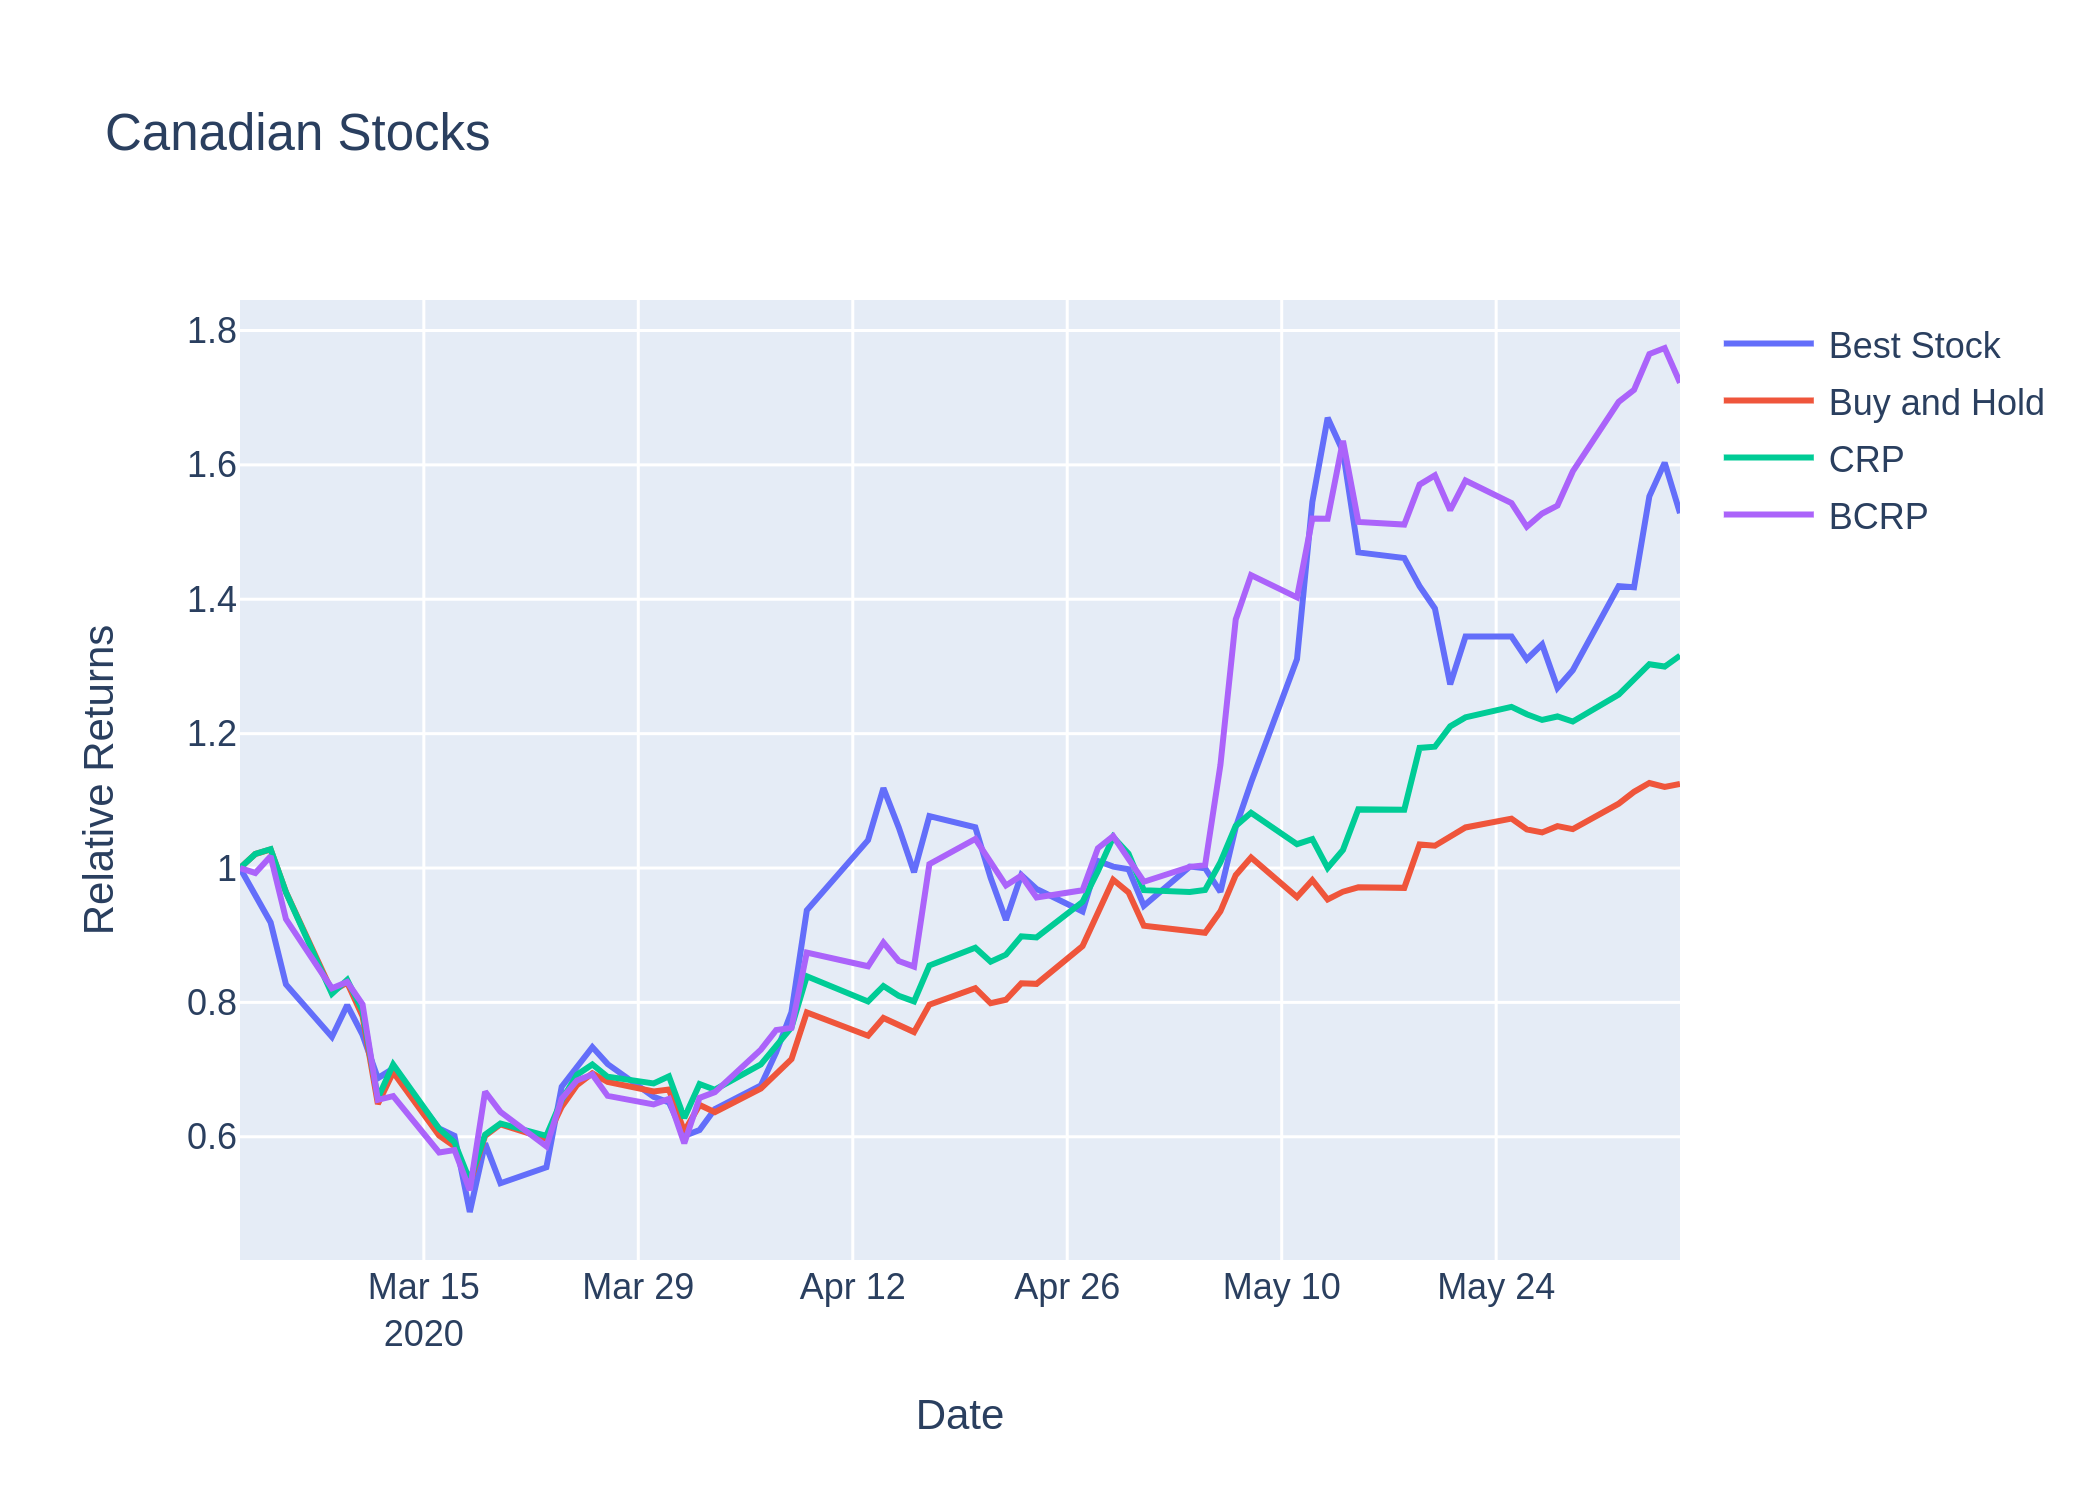 Canadian Stocks
1.8
1.6
1.4
1.2
1
0.8
0.6
Relative Returns
Mar 15
2020
Mar 29
Apr 12
Apr 26
May 10
May 24
Date
Best Stock
Buy and Hold
CRP
BCRP